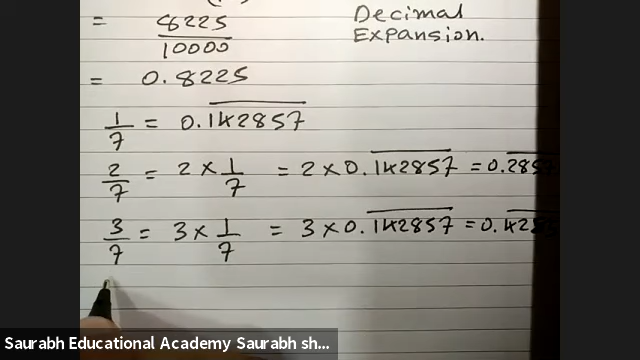 = 8225/10000
Decimal Expansion.
= 0.8225
1/7 = 0.142857
2/7 = 2 × 1/7 = 2 × 0.142857 = 0.2857
3/7 = 3 × 1/7 = 3 × 0.142857 = 0.428
Saurabh Educational Academy Saurabh sh...